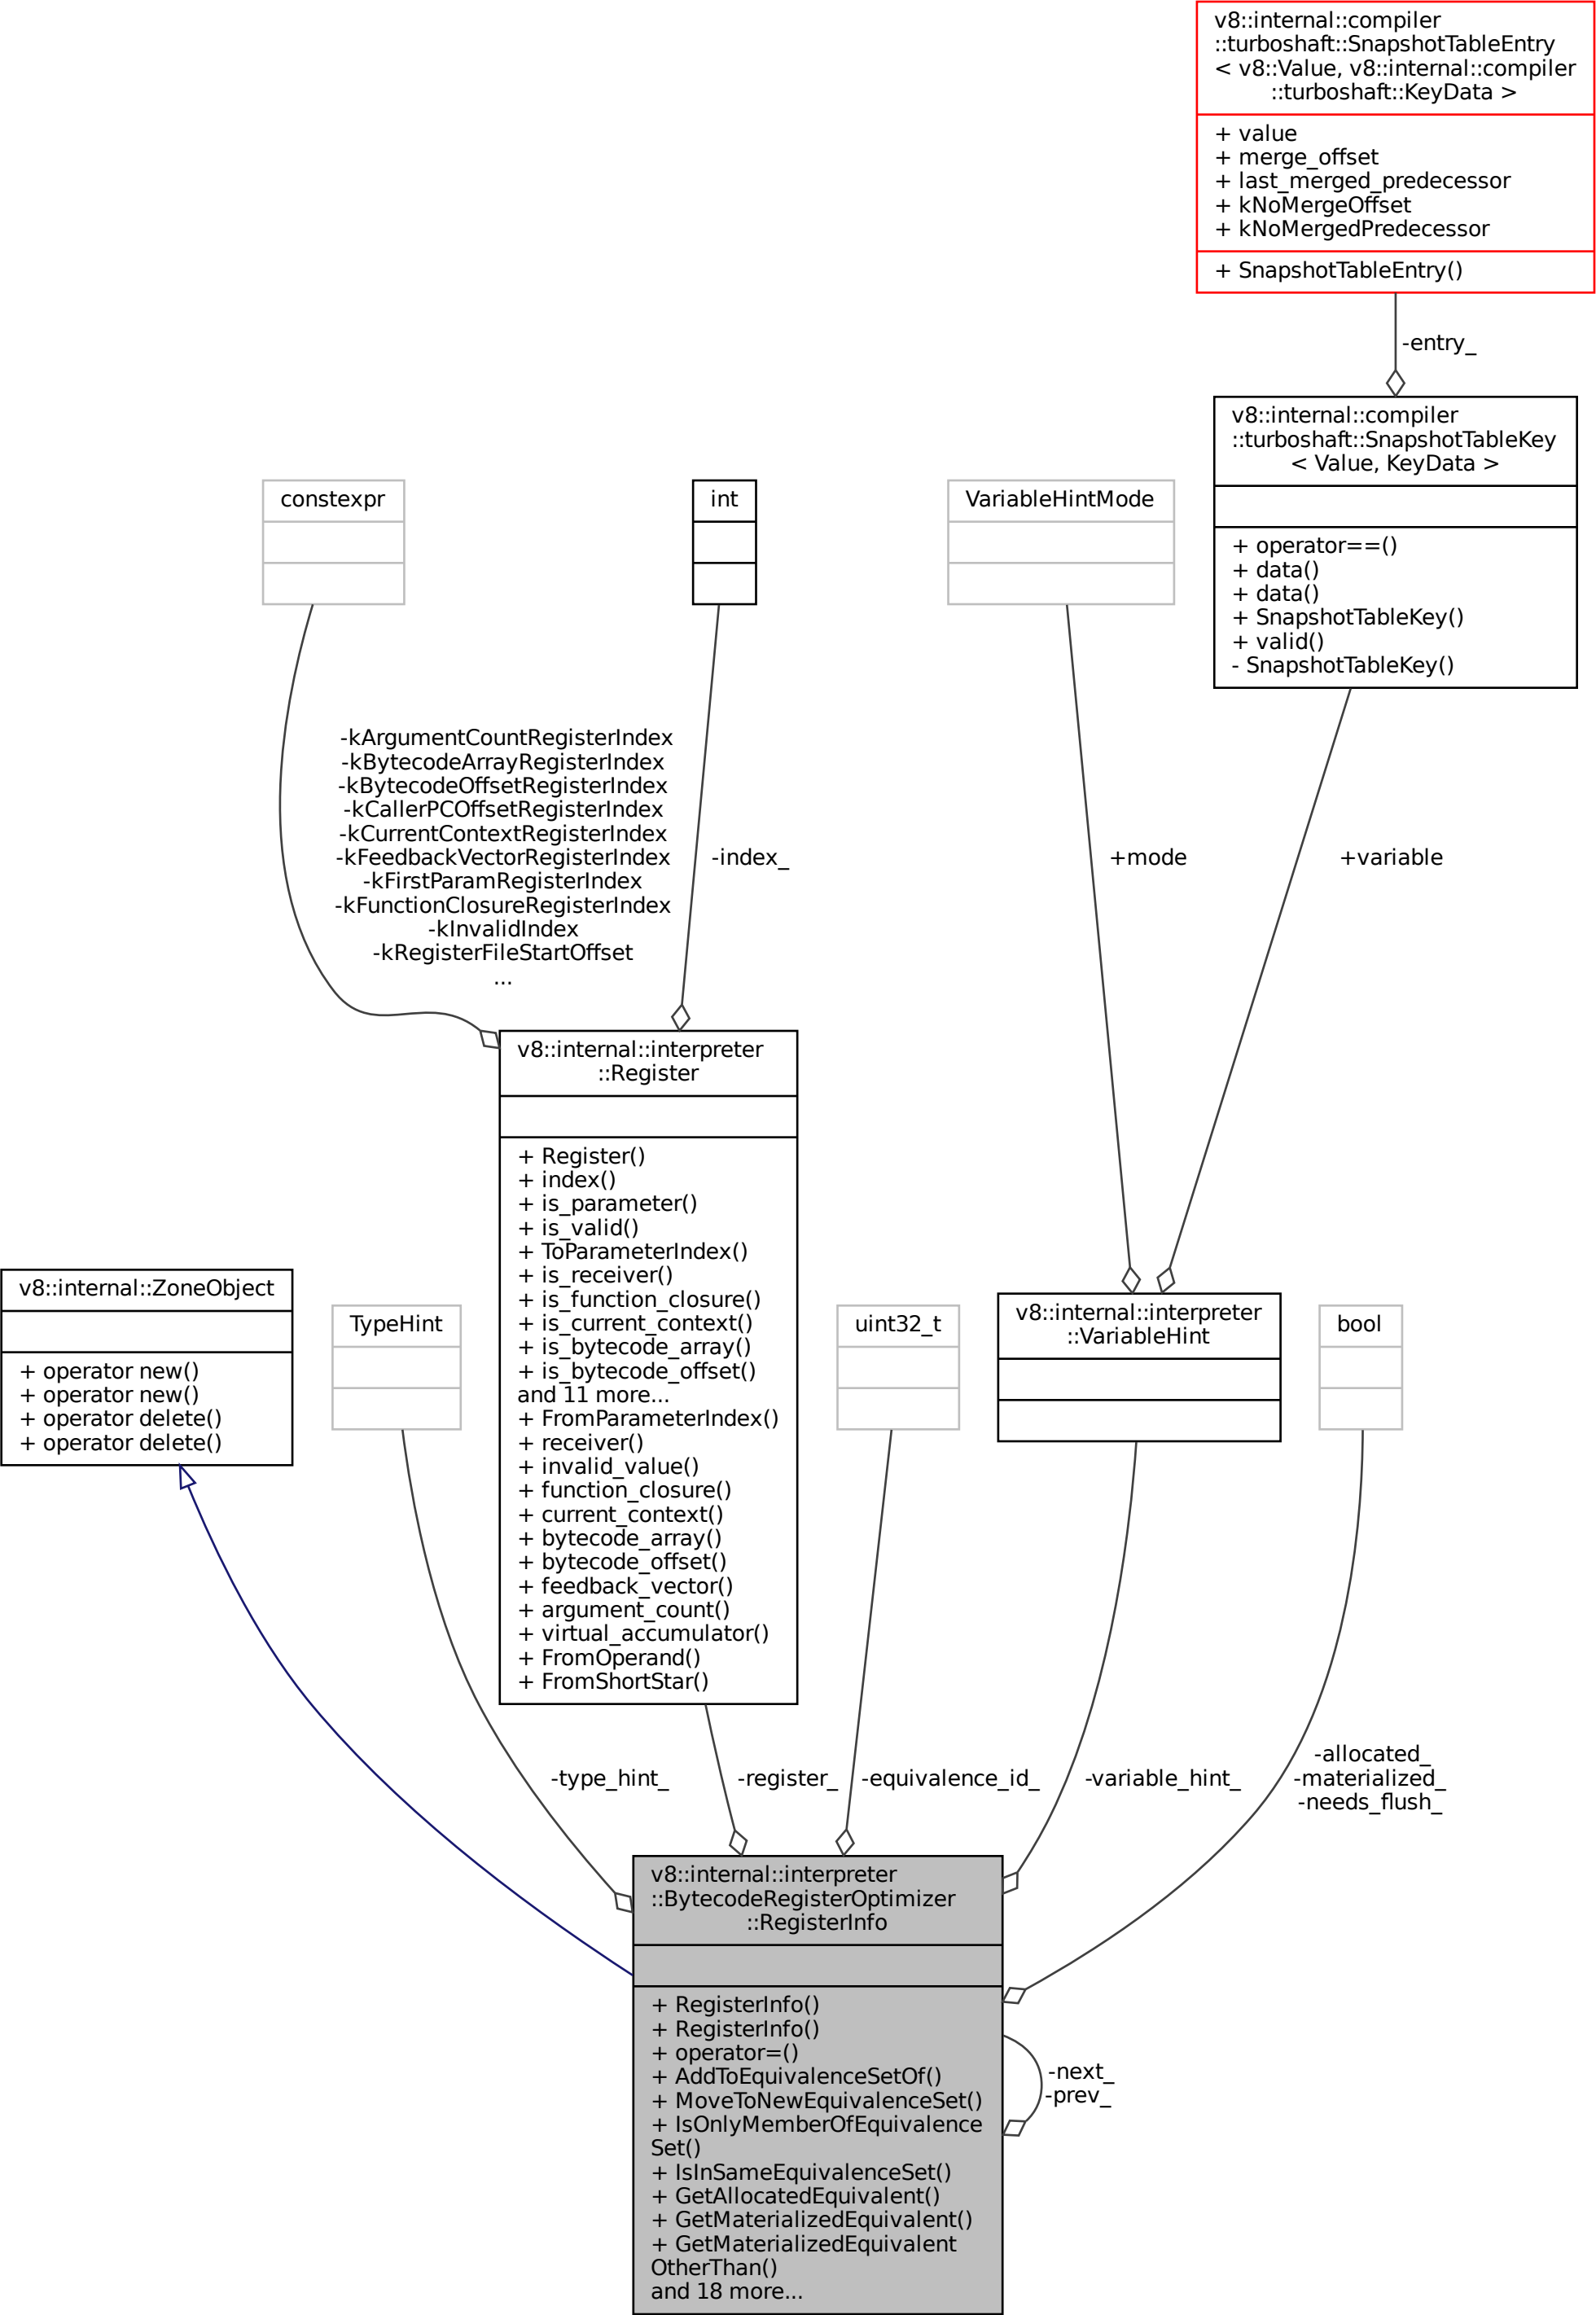 v8::internal::compiler
::turboshaft::SnapshotTableEntry
< v8::Value, v8::internal::compiler
::turboshaft::KeyData >
+ value
+ merge_offset
+ last_merged_predecessor
+ kNoMergeOffset
+ kNoMergedPredecessor
+ SnapshotTableEntry()
-entry_
v8::internal::compiler
::turboshaft::SnapshotTableKey
< Value, KeyData >
+ operator==()
+ data()
+ data()
+ SnapshotTableKey()
+ valid()
- SnapshotTableKey()
constexpr
int
VariableHintMode
-kArgumentCountRegisterIndex
-kBytecodeArrayRegisterIndex
-kBytecodeOffsetRegisterIndex
-kCallerPCOffsetRegisterIndex
-kCurrentContextRegisterIndex
-kFeedbackVectorRegisterIndex
-kFirstParamRegisterIndex
-kFunctionClosureRegisterIndex
-kInvalidIndex
-kRegisterFileStartOffset
...
-index_
+mode
+variable
v8::internal::interpreter
::Register
+ Register()
+ index()
+ is_parameter()
+ is_valid()
+ ToParameterIndex()
+ is_receiver()
+ is_function_closure()
+ is_current_context()
+ is_bytecode_array()
+ is_bytecode_offset()
and 11 more...
+ FromParameterIndex()
+ receiver()
+ invalid_value()
+ function_closure()
+ current_context()
+ bytecode_array()
+ bytecode_offset()
+ feedback_vector()
+ argument_count()
+ virtual_accumulator()
+ FromOperand()
+ FromShortStar()
v8::internal::ZoneObject
+ operator new()
+ operator new()
+ operator delete()
+ operator delete()
TypeHint
uint32_t
v8::internal::interpreter
::VariableHint
bool
-type_hint_
-register_
-equivalence_id_
-variable_hint_
-allocated_
-materialized_
-needs_flush_
v8::internal::interpreter
::BytecodeRegisterOptimizer
::RegisterInfo
+ RegisterInfo()
+ RegisterInfo()
+ operator=()
+ AddToEquivalenceSetOf()
+ MoveToNewEquivalenceSet()
+ IsOnlyMemberOfEquivalence
Set()
+ IsInSameEquivalenceSet()
+ GetAllocatedEquivalent()
+ GetMaterializedEquivalent()
+ GetMaterializedEquivalent
OtherThan()
and 18 more...
-next_
-prev_